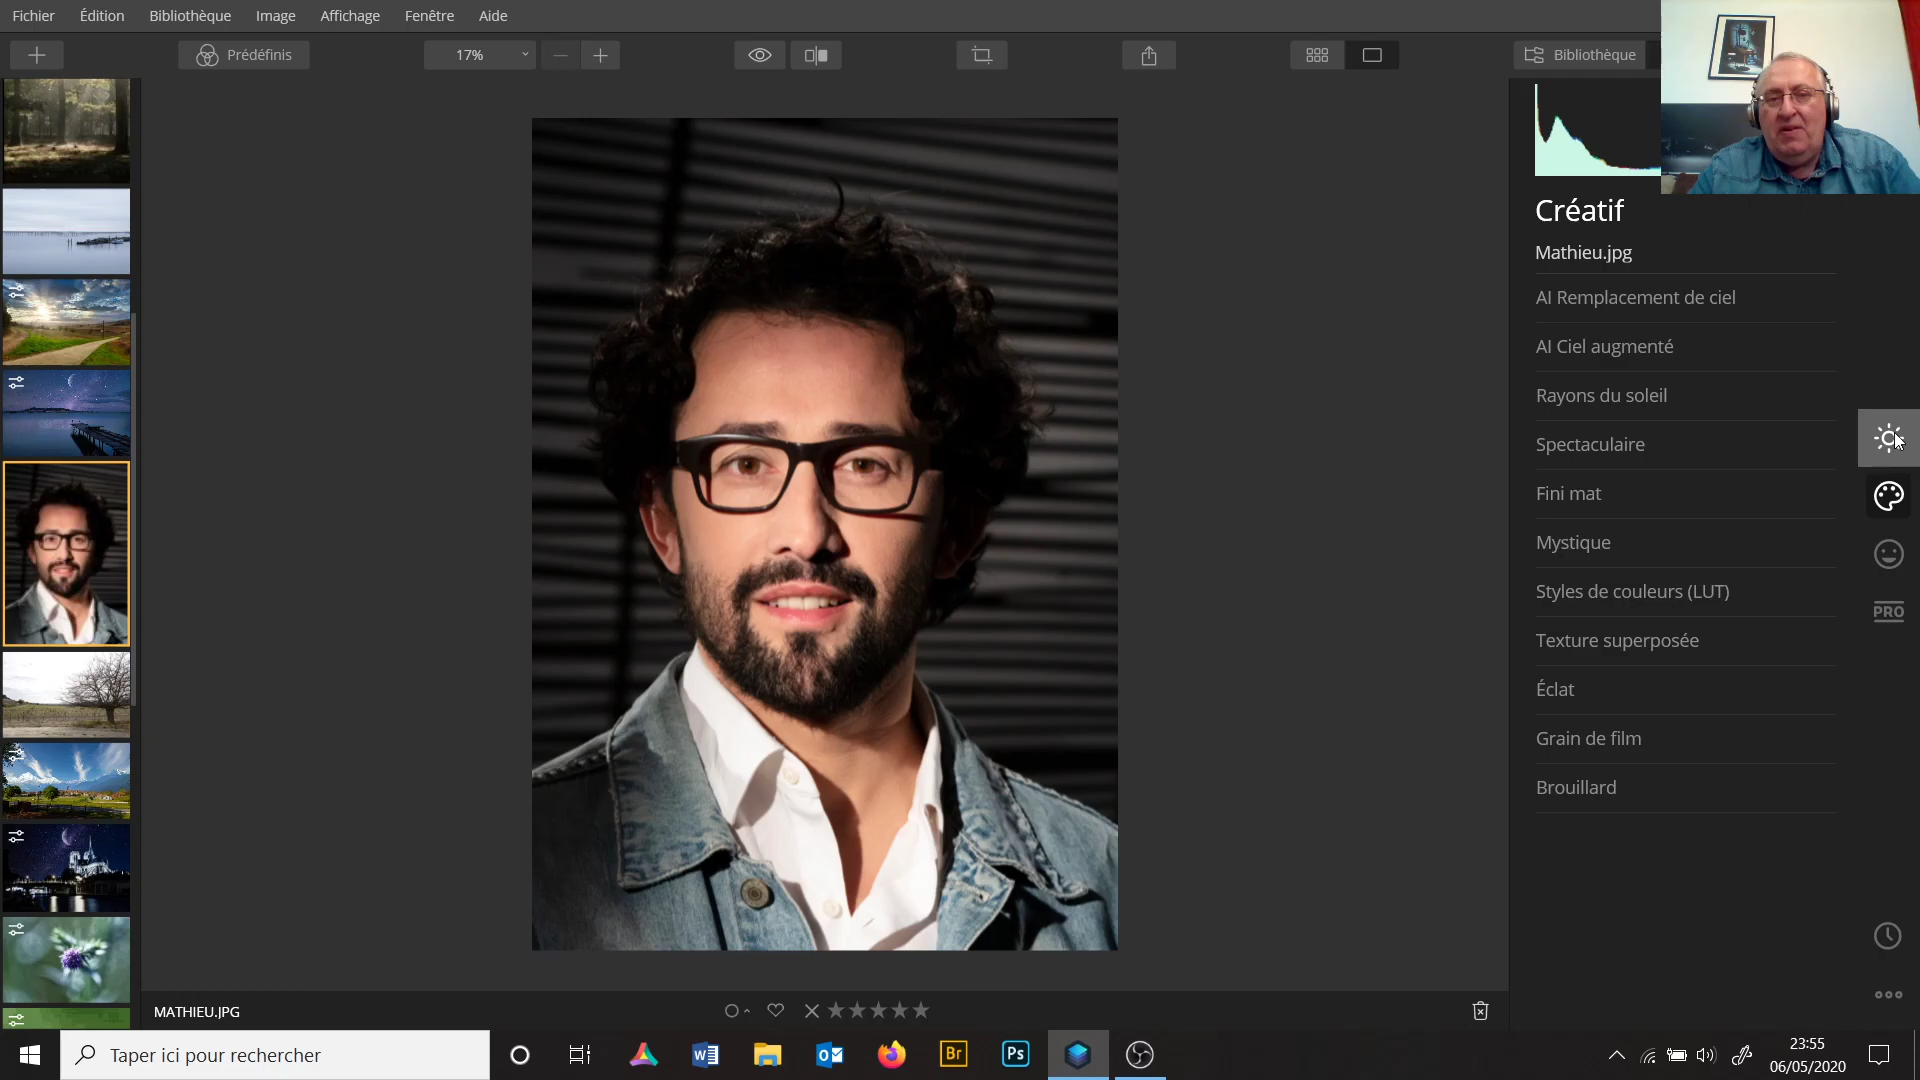 Fichier Édition Bibliothèque Image Affichage Fenêtre Aide
Prédéfinis 17% Bibliothèque
Créatif
Mathieu.jpg
AI Remplacement de ciel
AI Ciel augmenté
Rayons du soleil
Spectaculaire
Fini mat
Mystique
Styles de couleurs (LUT)
PRO
Texture superposée
Éclat
Grain de film
Brouillard
MATHIEU.JPG
Taper ici pour rechercher
Br
Ps
23:55
06/05/2020